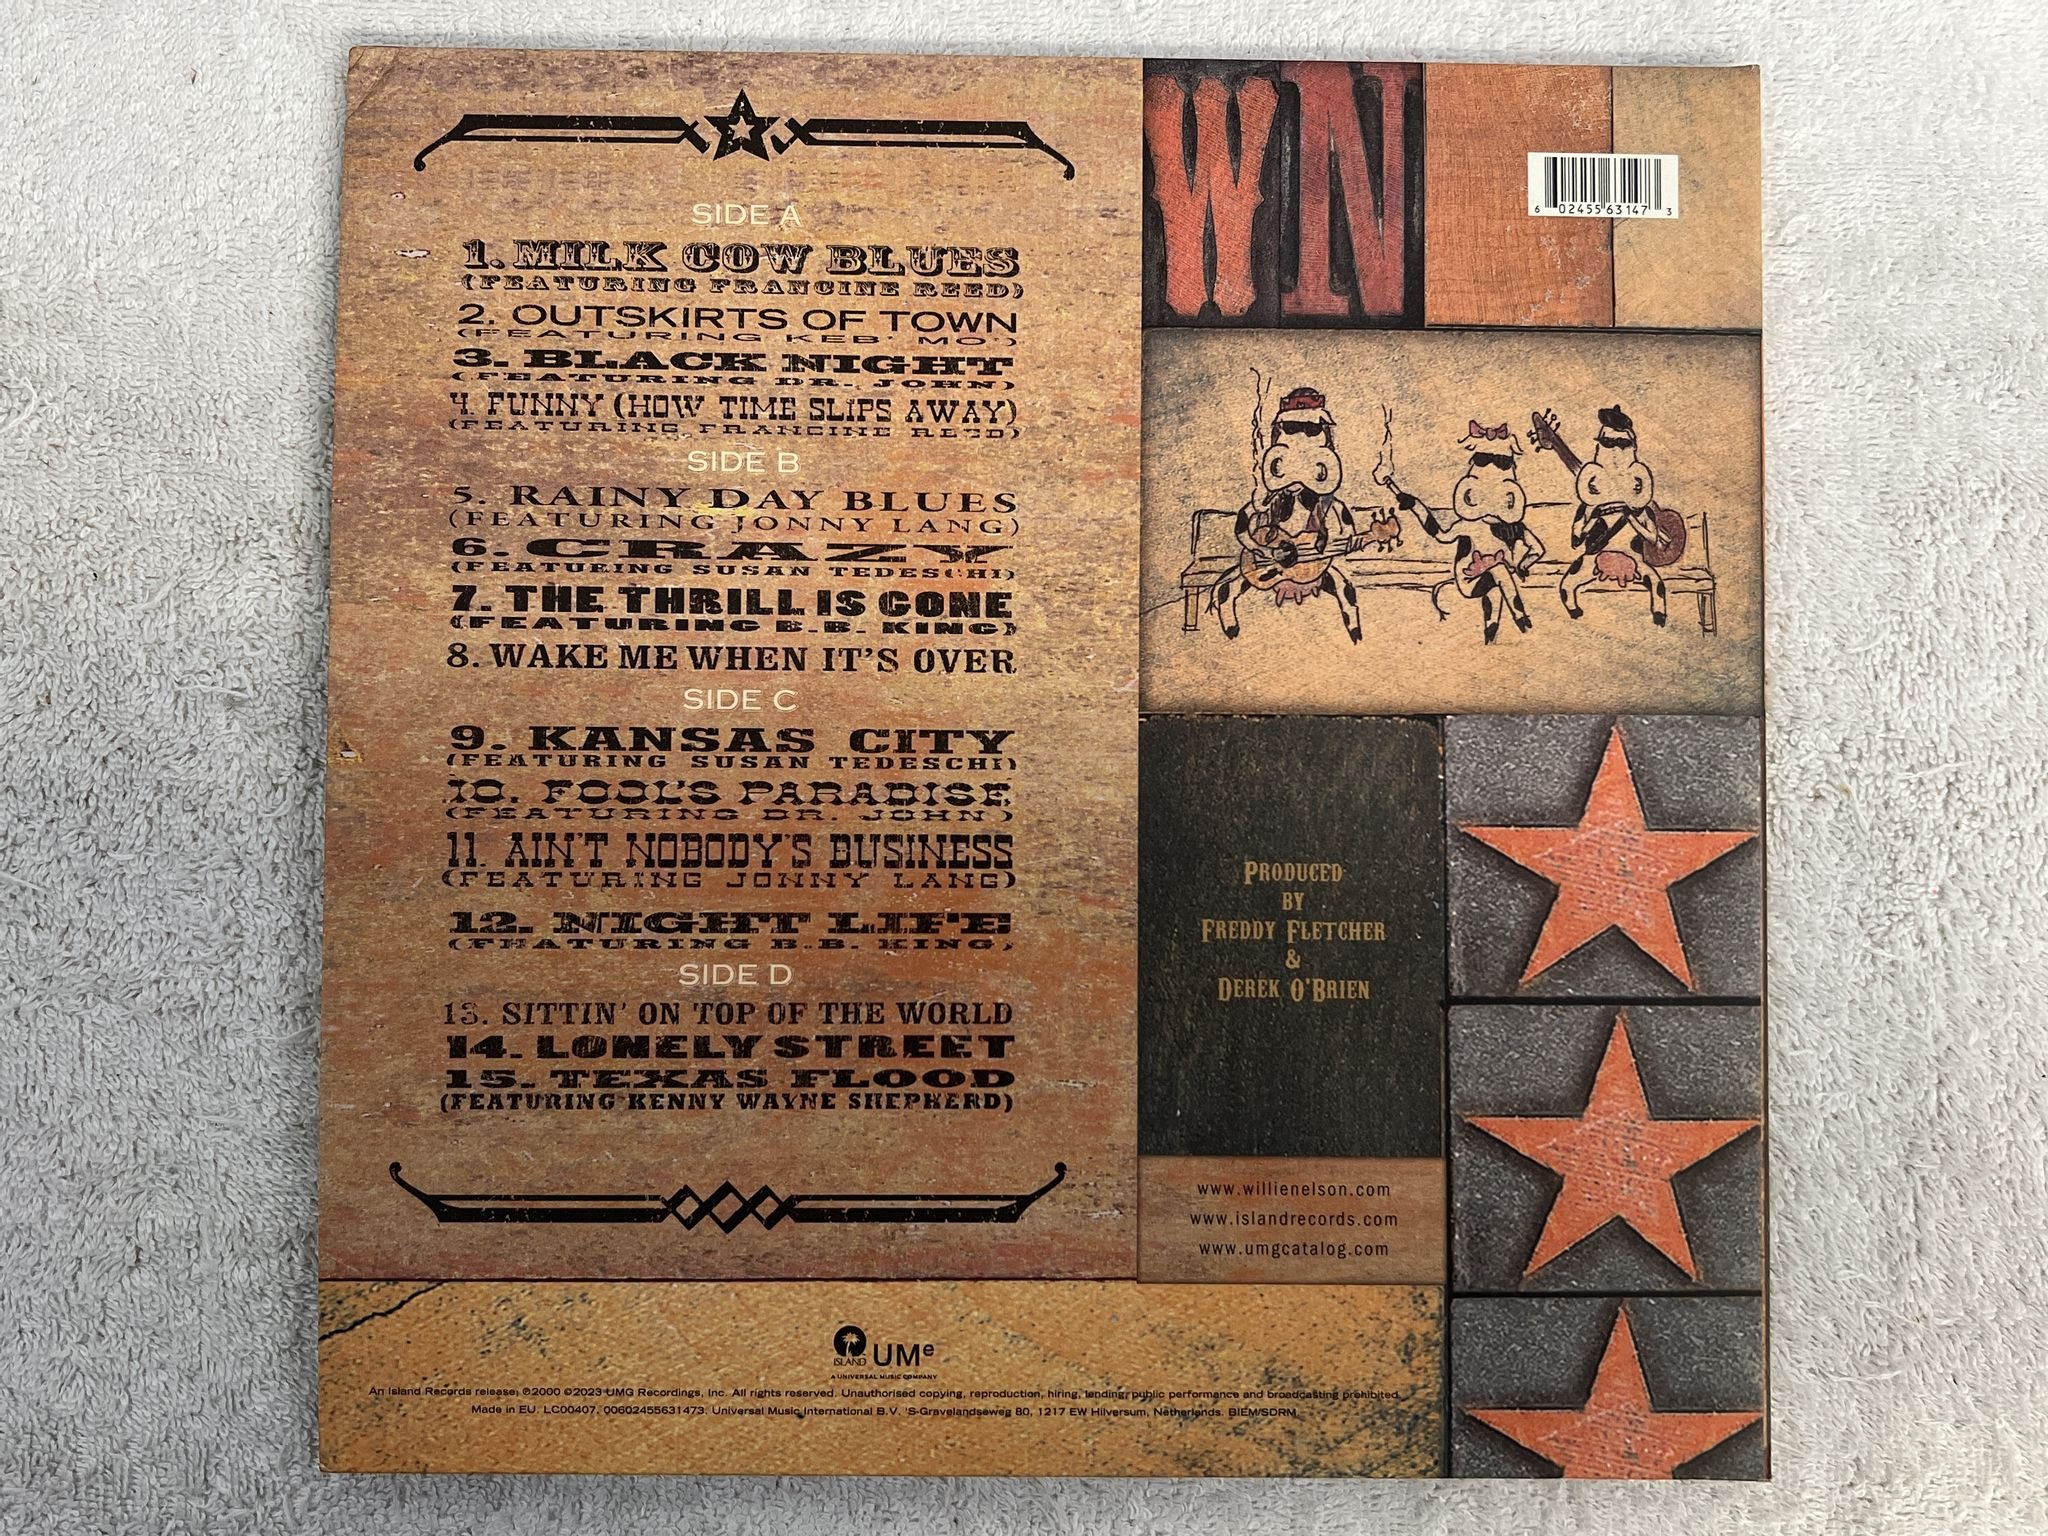 SIDE A
1. MILK COW BLUES
(FEATURING FRANCINE REED)
2. OUTSKIRTS OF TOWN
(FEATURING KEB' MO')
3. BLACK NIGHT
(FEATURING DR. JOHN)
4. FUNNY (HOW TIME SLIPS AWAY)
(FEATURING FRANCINE REED)
SIDE B
5. RAINY DAY BLUES
(FEATURING JONNY LANG)
6. CRAZY
(FEATURING SUSAN TEDESCHI)
7. THE THRILL IS GONE
(FEATURING B.B. KING)
8. WAKE ME WHEN IT'S OVER
SIDE C
9. KANSAS CITY
(FEATURING SUSAN TEDESCHI)
10. FOOL'S PARADISE
(FEATURING DR. JOHN)
11. AIN'T NOBODY'S BUSINESS
(FEATURING JONNY LANG)
12. NIGHT LIFE
(FEATURING B.B. KING)
SIDE D
13. SITTIN' ON TOP OF THE WORLD
14. LONELY STREET
15. TEXAS FLOOD
(FEATURING KENNY WAYNE SHEPHERD)
WN
6 02455 63147 3
PRODUCED
BY
FREDDY FLETCHER
&
DEREK O'BRIEN
www.willienelson.com
www.islandrecords.com
www.umgcatalog.com
ISLAND UMe
A UNIVERSAL MUSIC COMPANY
An Island Records release; ℗2000 ©2023 UMG Recordings, Inc. All rights reserved. Unauthorised copying, reproduction, hiring, lending, public performance and broadcasting prohibited.
Made in EU. LC00407. 00602455631473. Universal Music International B.V. 'S-Gravelandseweg 80, 1217 EW Hilversum, Netherlands. BIEM/SDRM.